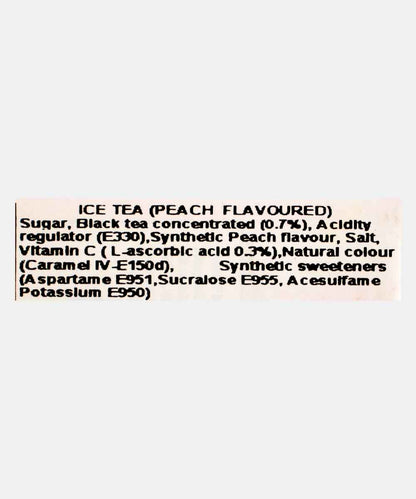 ICE TEA (PEACH FLAVOURED)
Sugar, Black tea concentrated (0.7%), Acidity
regulator (E330),Synthetic Peach flavour, Salt,
Vitamin C ( L-ascorbic acid 0.3%),Natural colour
(Caramel IV-E150d), Synthetic sweeteners
(Aspartame E951,Sucralose E955, Acesulfame
Potassium E950)